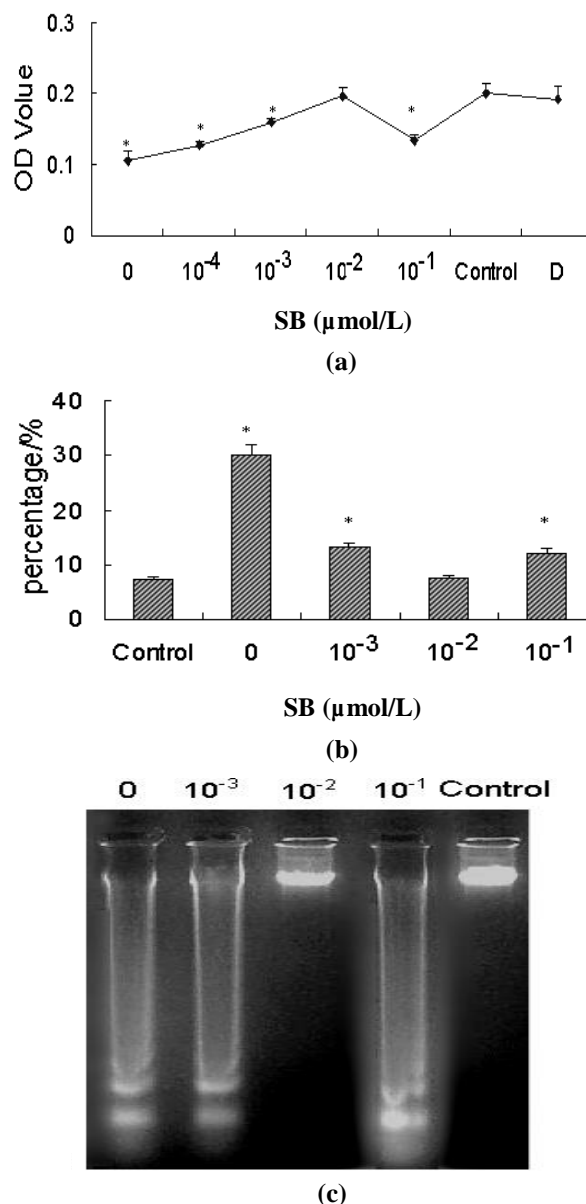 0.3
0.2
0.1
0
OD Volue
* * * *
0 10⁻⁴ 10⁻³ 10⁻² 10⁻¹ Control D
SB (µmol/L)
(a)
40
30
20
10
0
percentage/%
* * *
Control 0 10⁻³ 10⁻² 10⁻¹
SB (µmol/L)
(b)
0 10⁻³ 10⁻² 10⁻¹ Control
(c)